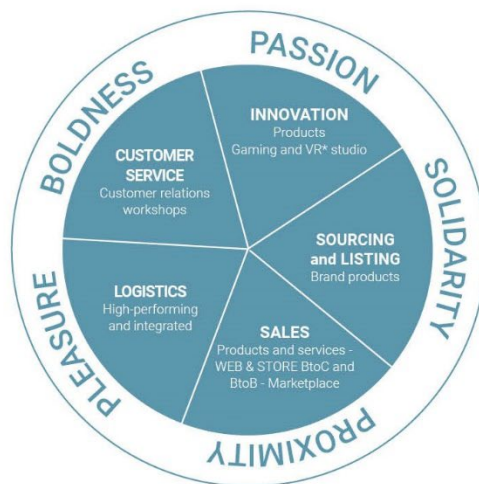 PASSION
SOLIDARITY
PROXIMITY
PLEASURE
BOLDNESS
INNOVATION
Products
Gaming and VR* studio
SOURCING
and LISTING
Brand products
SALES
Products and services -
WEB & STORE BtoC and
BtoB - Marketplace
LOGISTICS
High-performing
and integrated
CUSTOMER
SERVICE
Customer relations
workshops